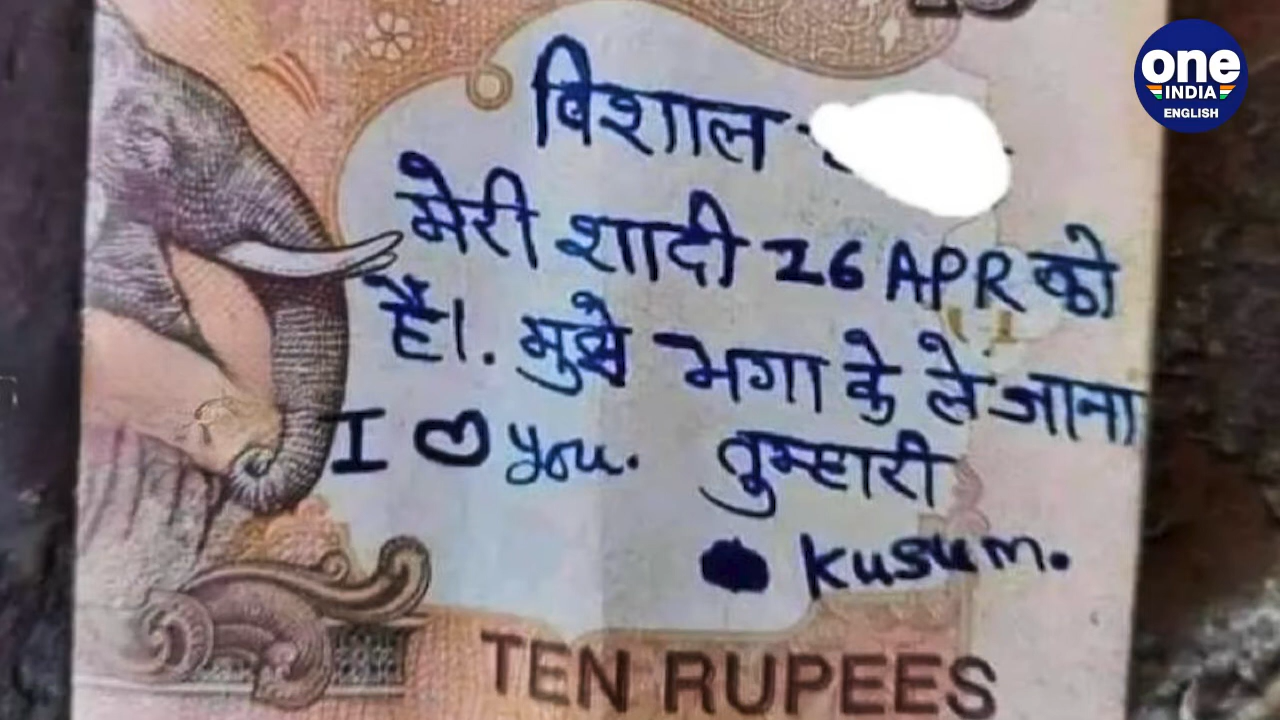 one
INDIA
ENGLISH
विशाल
मेरी शादी 26 APR को
है।. मुझे भगा के ले जाना
I ♡ you. तुम्हारी
Kusum.
TEN RUPEES